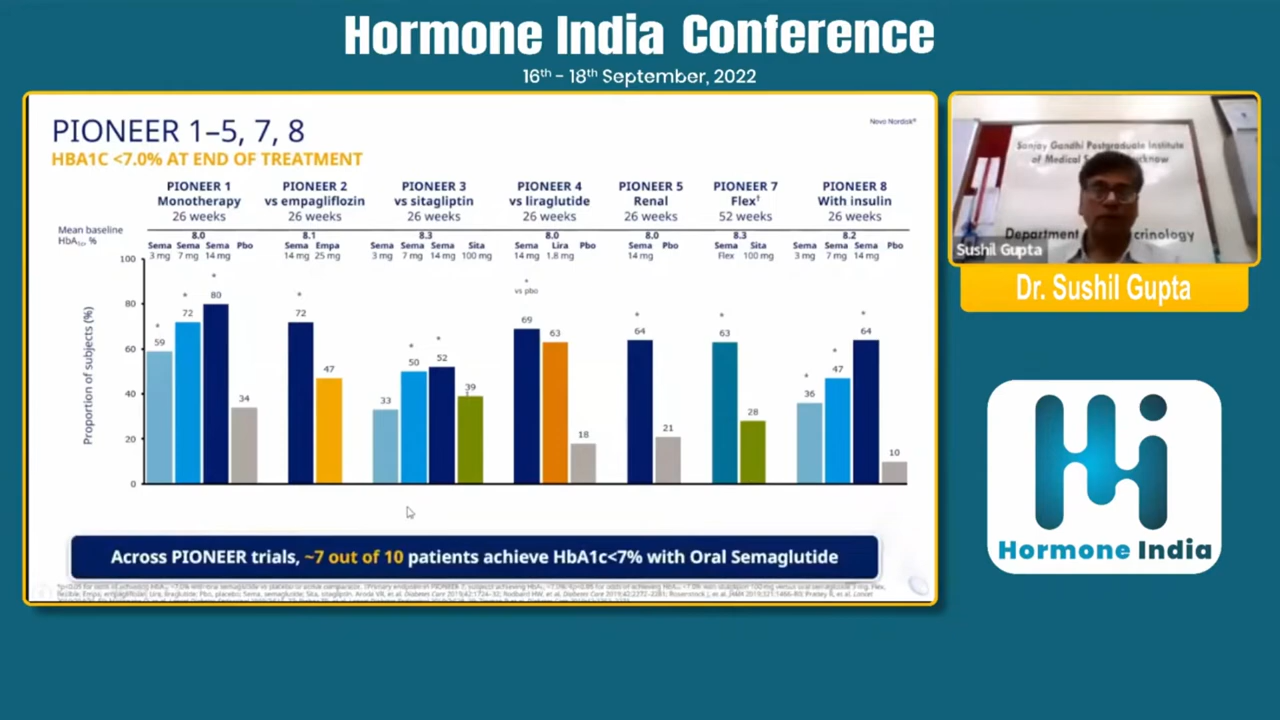 Hormone India Conference
16th - 18th September, 2022
PIONEER 1–5, 7, 8
HBA1C <7.0% AT END OF TREATMENT
Novo Nordisk®
PIONEER 1 PIONEER 2 PIONEER 3 PIONEER 4 PIONEER 5 PIONEER 7 PIONEER 8
Monotherapy vs empagliflozin vs sitagliptin vs liraglutide Renal Flex† With insulin
26 weeks 26 weeks 26 weeks 26 weeks 26 weeks 52 weeks 26 weeks
Mean baseline
HbA1c, %
8.0 8.1 8.3 8.0 8.0 8.3 8.2
Sema Sema Sema Pbo Sema Empa Sema Sema Sema Sita Sema Lira Pbo Sema Pbo Sema Sita Sema Sema Sema Pbo
3 mg 7 mg 14 mg 14 mg 25 mg 3 mg 7 mg 14 mg 100 mg 14 mg 1.8 mg 14 mg Flex 100 mg 3 mg 7 mg 14 mg
Proportion of subjects (%)
100
80
60
40
20
0
* 59 * 72 * 80 34
* 72 47
33 * 50 * 52 39
* vs pbo 69 63 18
* 64 21
* 63 28
* 36 * 47 * 64 10
Across PIONEER trials, ~7 out of 10 patients achieve HbA1c<7% with Oral Semaglutide
Sanjay Gandhi Postgraduate Institute
of Medical
Department
Sushil Gupta
Dr. Sushil Gupta
Hi
Hormone India